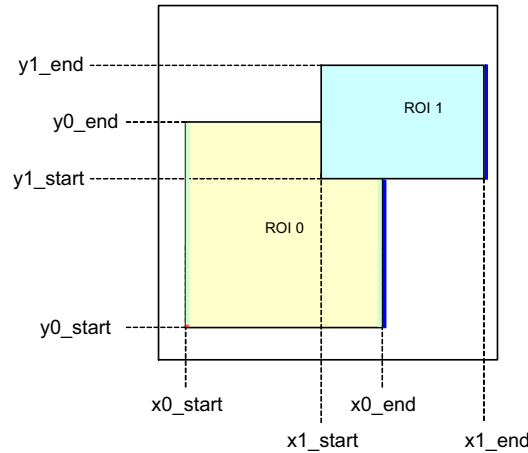 y1_end
ROI 1
y0_end
y1_start
ROI 0
y0_start
x0_start
x0_end
x1_start
x1_end